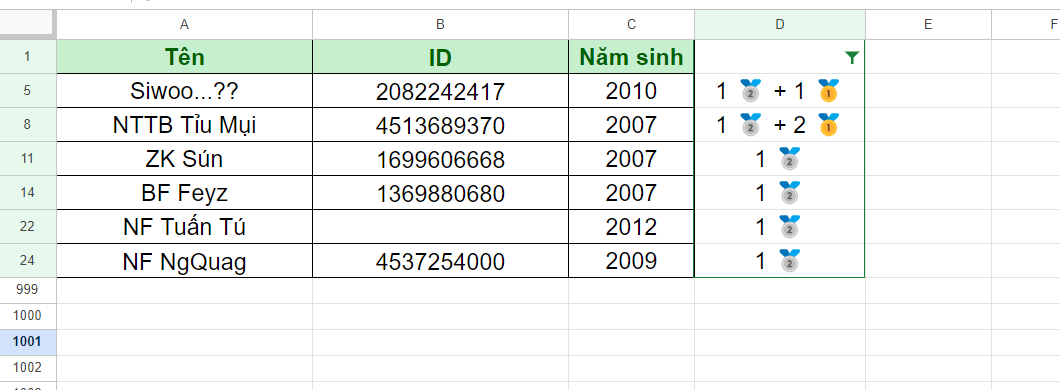 A B C D E F
1 Tên ID Năm sinh
5 Siwoo...?? 2082242417 2010 1 🥈 + 1 🥇
8 NTTB Tỉu Mụi 4513689370 2007 1 🥈 + 2 🥇
11 ZK Sún 1699606668 2007 1 🥈
14 BF Feyz 1369880680 2007 1 🥈
22 NF Tuấn Tú 2012 1 🥈
24 NF NgQuag 4537254000 2009 1 🥈
999
1000
1001
1002